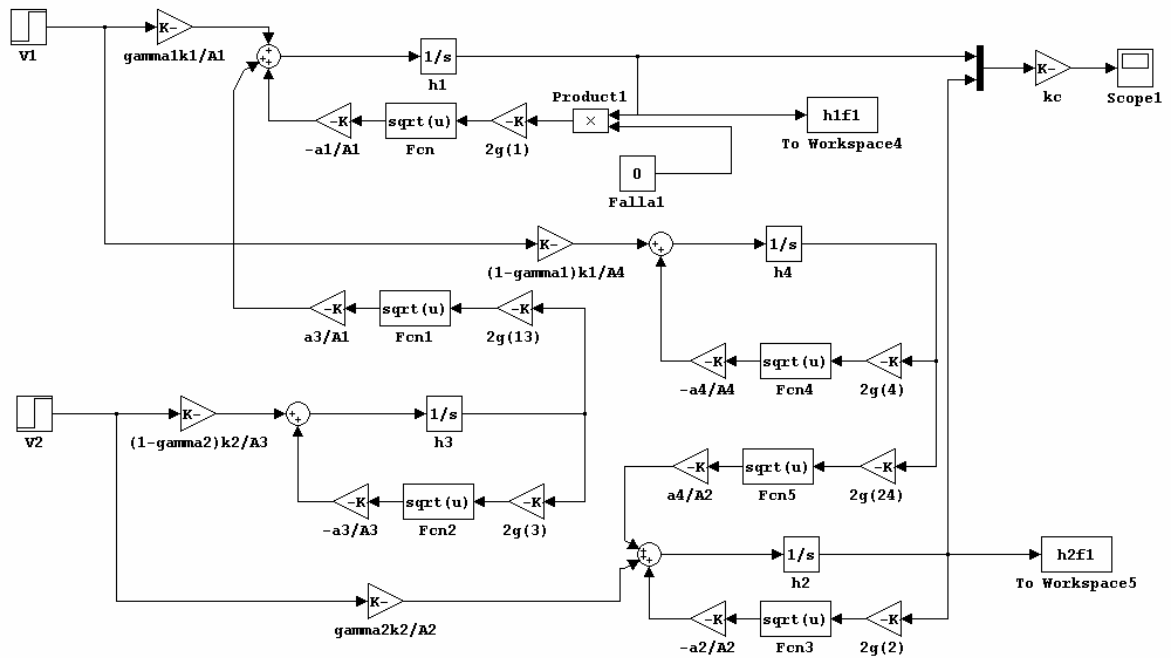 V1
K-
gamma1k1/A1
1/s
h1
K-
kc
Scope1
Product1
×
-K
-a1/A1
sqrt(u)
Fcn
-K
2g(1)
h1f1
To Workspace4
0
Falla1
K-
(1-gamma1)k1/A4
1/s
h4
-K
a3/A1
sqrt(u)
Fcn1
-K
2g(13)
-K
-a4/A4
sqrt(u)
Fcn4
-K
2g(4)
V2
K-
(1-gamma2)k2/A3
1/s
h3
-K
a4/A2
sqrt(u)
Fcn5
-K
2g(24)
-K
-a3/A3
sqrt(u)
Fcn2
-K
2g(3)
1/s
h2
h2f1
To Workspace5
K-
gamma2k2/A2
-K
-a2/A2
sqrt(u)
Fcn3
-K
2g(2)